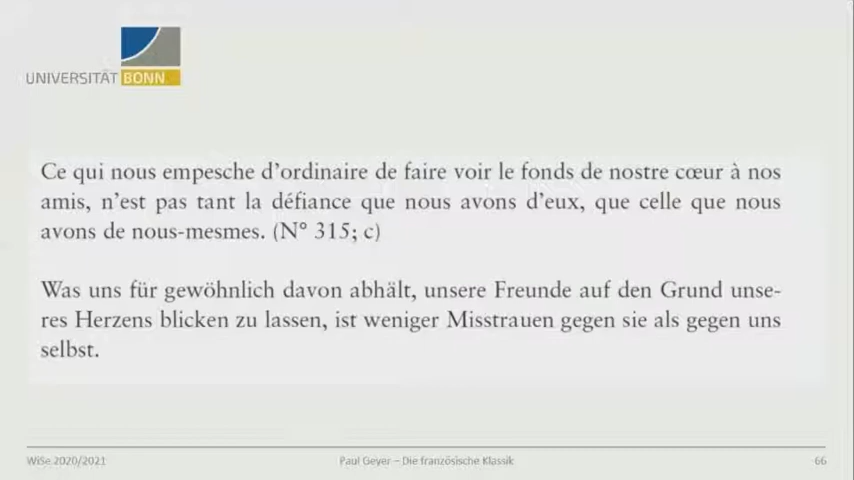 UNIVERSITÄT BONN
Ce qui nous empesche d'ordinaire de faire voir le fonds de nostre cœur à nos
amis, n'est pas tant la défiance que nous avons d'eux, que celle que nous
avons de nous-mesmes. (N° 315; c)
Was uns für gewöhnlich davon abhält, unsere Freunde auf den Grund unse-
res Herzens blicken zu lassen, ist weniger Misstrauen gegen sie als gegen uns
selbst.
WiSe 2020/2021 Paul Geyer – Die französische Klassik 66